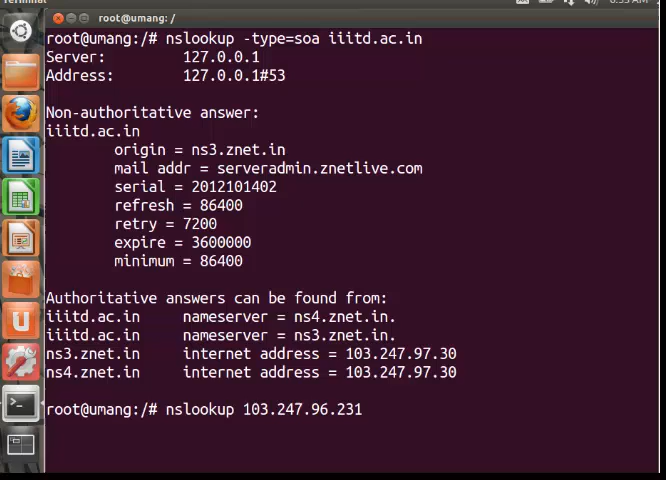 Terminal
root@umang: /
root@umang:/# nslookup -type=soa iiitd.ac.in
Server: 127.0.0.1
Address: 127.0.0.1#53
Non-authoritative answer:
iiitd.ac.in
origin = ns3.znet.in
mail addr = serveradmin.znetlive.com
serial = 2012101402
refresh = 86400
retry = 7200
expire = 3600000
minimum = 86400
Authoritative answers can be found from:
iiitd.ac.in nameserver = ns4.znet.in.
iiitd.ac.in nameserver = ns3.znet.in.
ns3.znet.in internet address = 103.247.97.30
ns4.znet.in internet address = 103.247.97.30
root@umang:/# nslookup 103.247.96.231